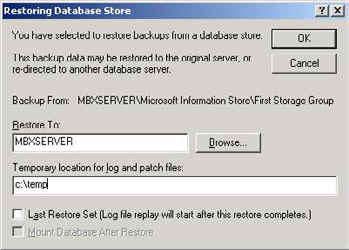 Restoring Database Store
You have selected to restore backups from a database store.
OK
This backup data may be restored to the original server, or
re-directed to another database server.
Cancel
Backup From: MBXSERVER\Microsoft Information Store\First Storage Group
Restore To:
MBXSERVER
Browse...
Temporary location for log and patch files:
c:\temp
Last Restore Set (Log file replay will start after this restore completes.)
Mount Database After Restore